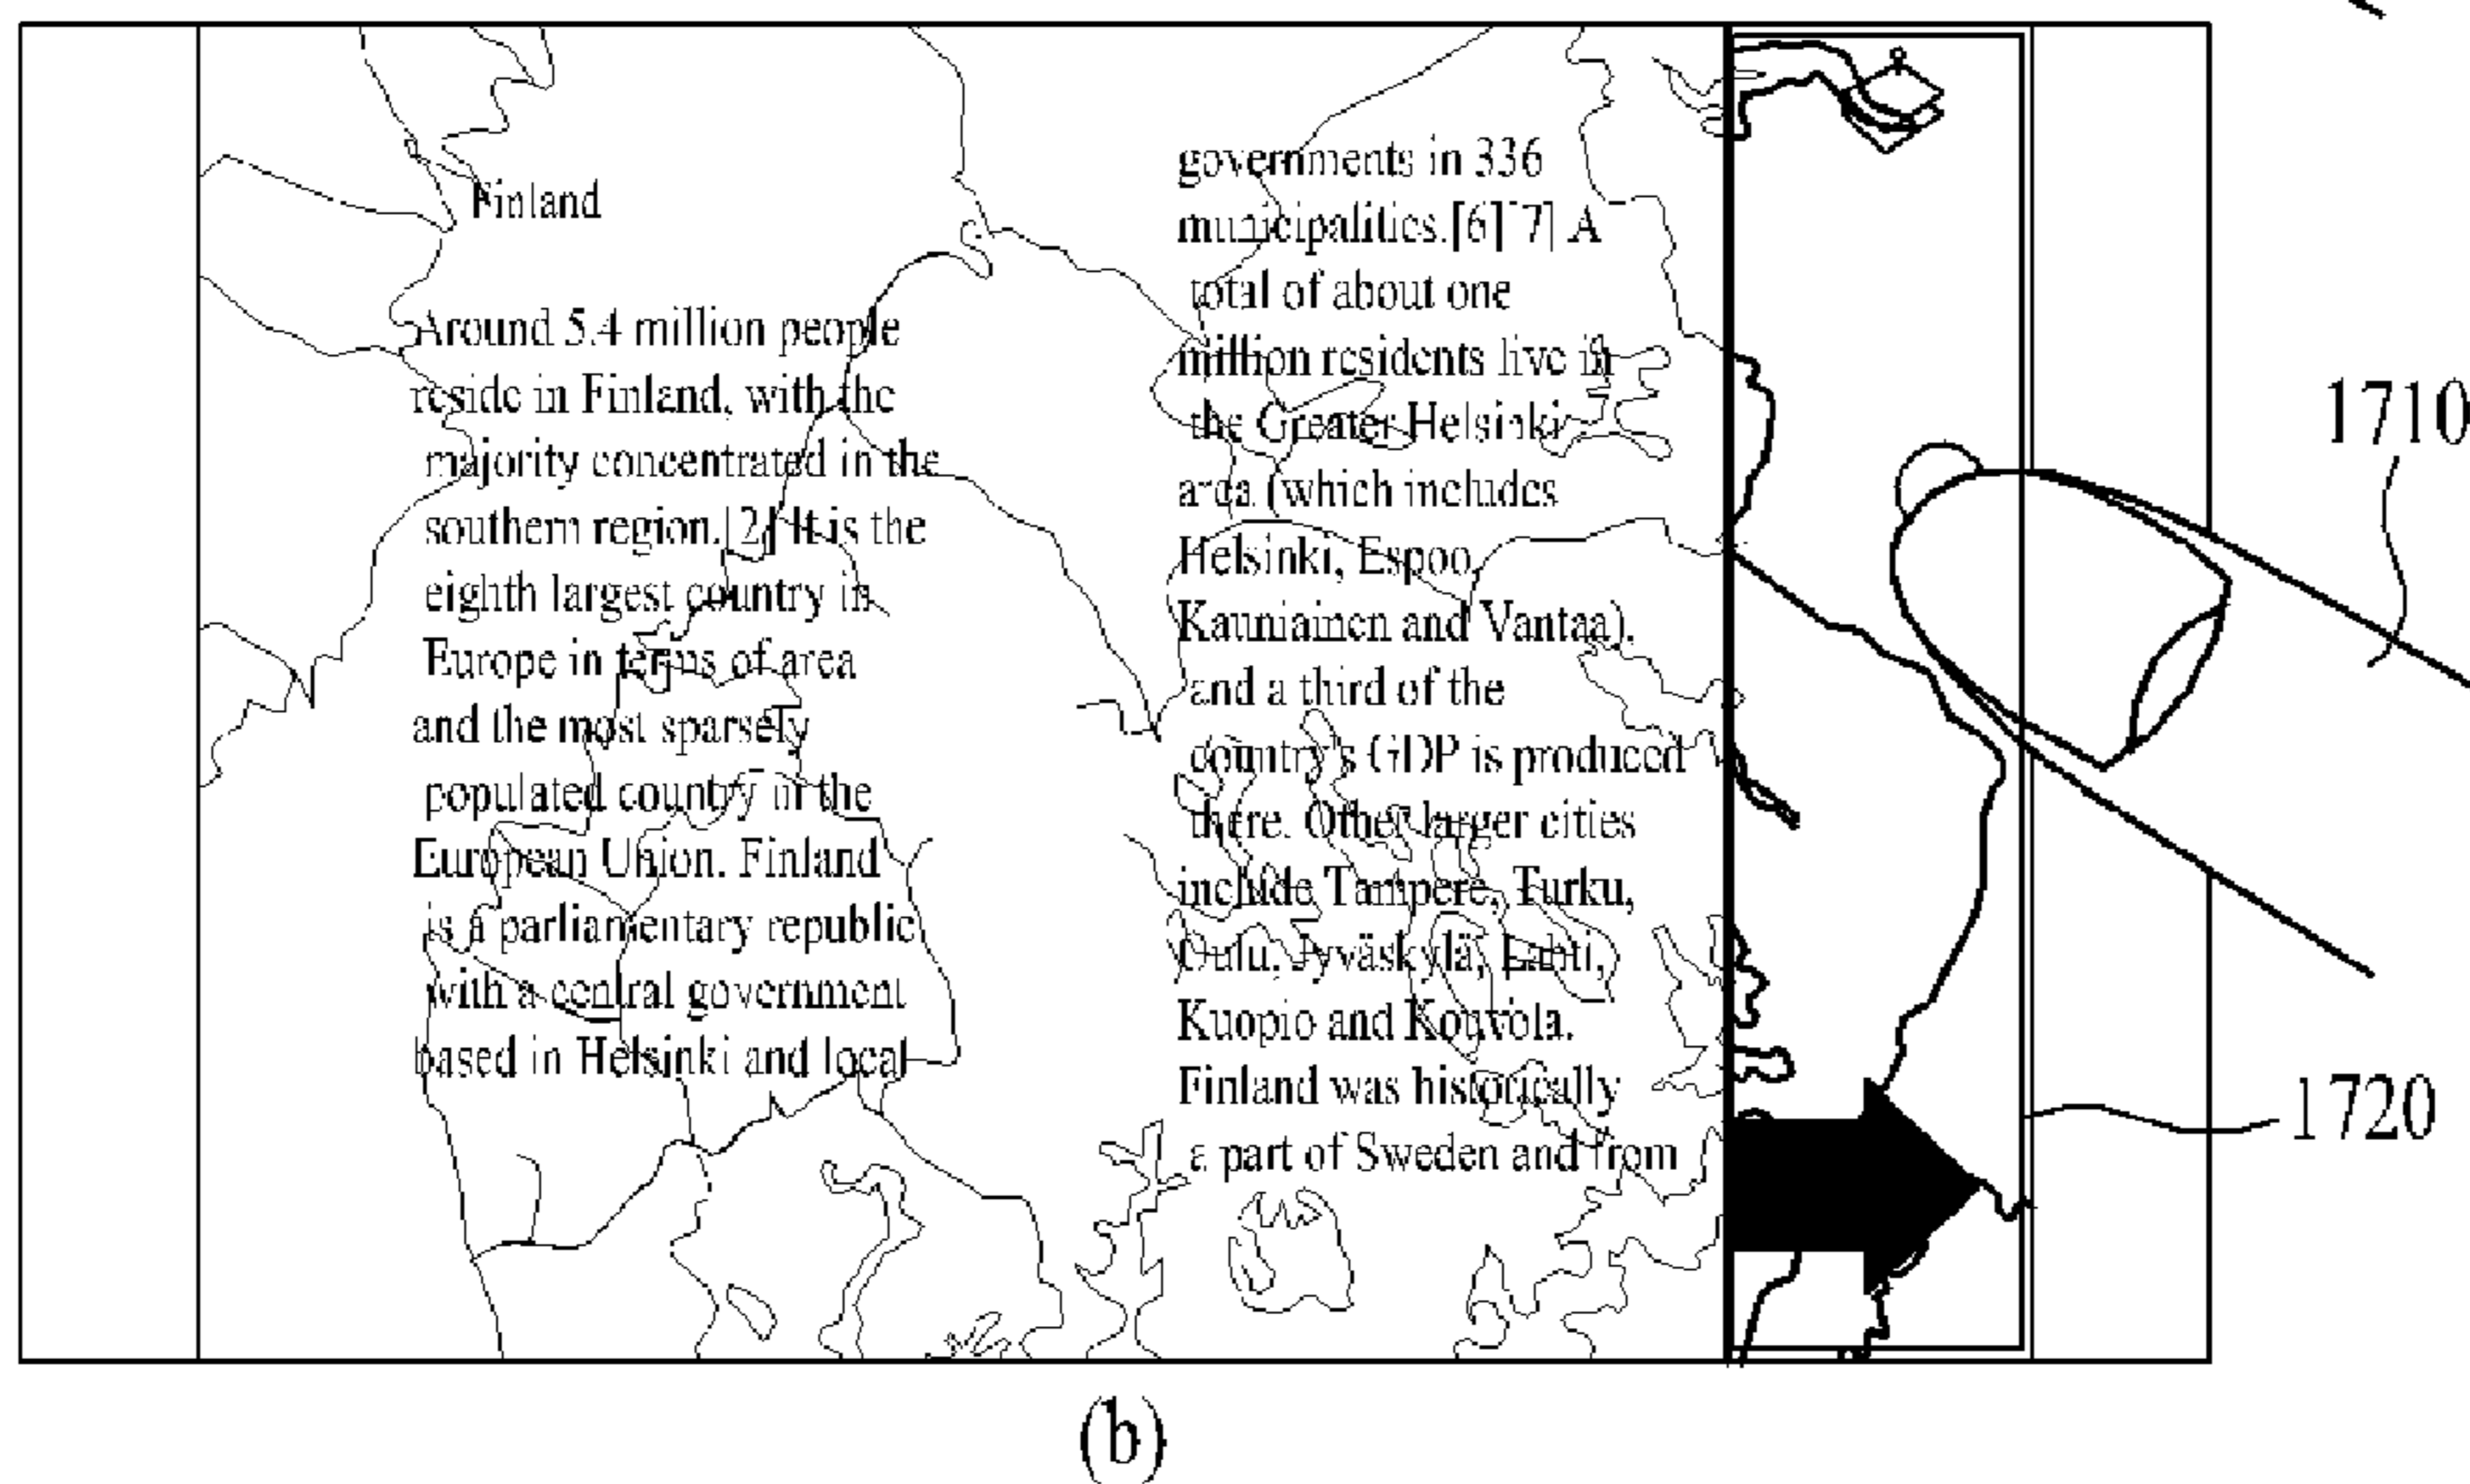 Finland
Around 5.4 million people
reside in Finland, with the
majority concentrated in the
southern region.[2] It is the
eighth largest country in
Europe in terms of area
and the most sparsely
populated country in the
European Union. Finland
is a parliamentary republic
with a central government
based in Helsinki and local
governments in 336
municipalities.[6][7] A
total of about one
million residents live in
the Greater Helsinki
area (which includes
Helsinki, Espoo,
Kauniainen and Vantaa),
and a third of the
country's GDP is produced
there. Other larger cities
include Tampere, Turku,
Oulu, Jyväskylä, Lahti,
Kuopio and Kouvola.
Finland was historically
a part of Sweden and from
1710
1720
(b)